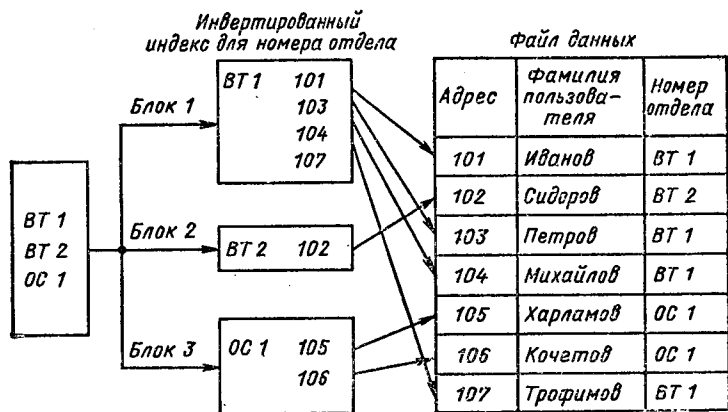 Инвертированный
индекс для номера отдела
Файл данных
ВТ 1
ВТ 2
ОС 1
Блок 1
ВТ 1 101
103
104
107
Блок 2
ВТ 2 102
Блок 3
ОС 1 105
106
Адрес Фамилия пользова- теля Номер отдела
101 Иванов ВТ 1
102 Сидоров ВТ 2
103 Петров ВТ 1
104 Михайлов ВТ 1
105 Харламов ОС 1
106 Кочетов ОС 1
107 Трофимов ВТ 1